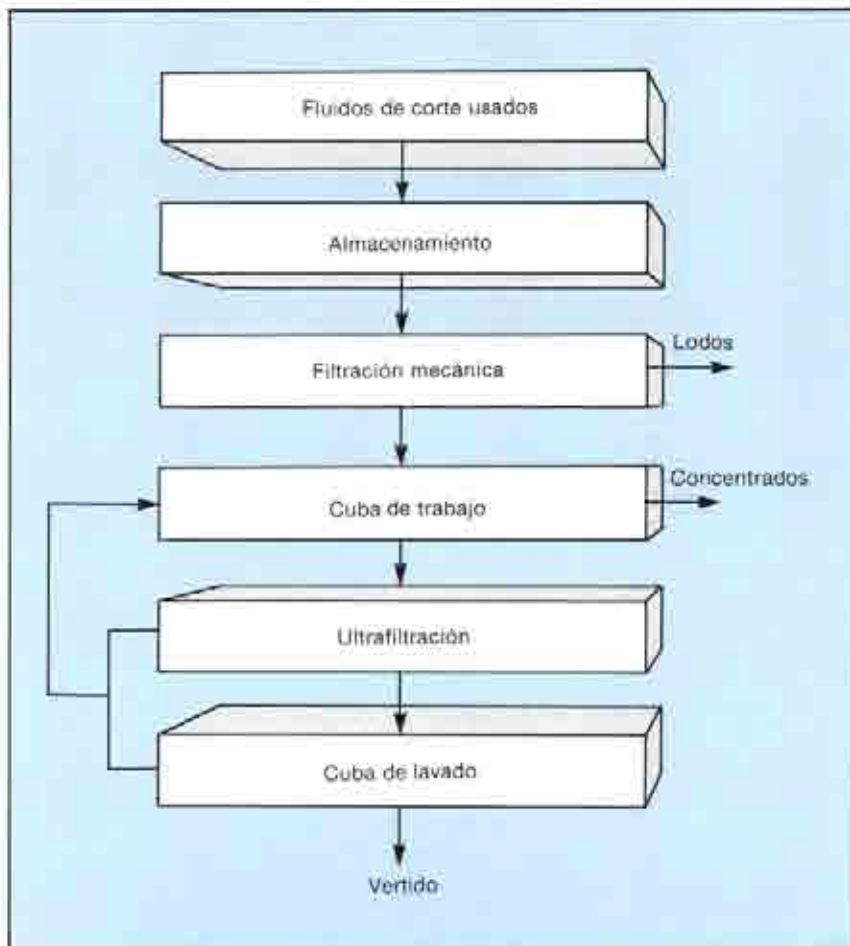 Fluidos de corte usados
Almacenamiento
Filtración mecánica
Lodos
Cuba de trabajo
Concentrados
Ultrafiltración
Cuba de lavado
Vertido